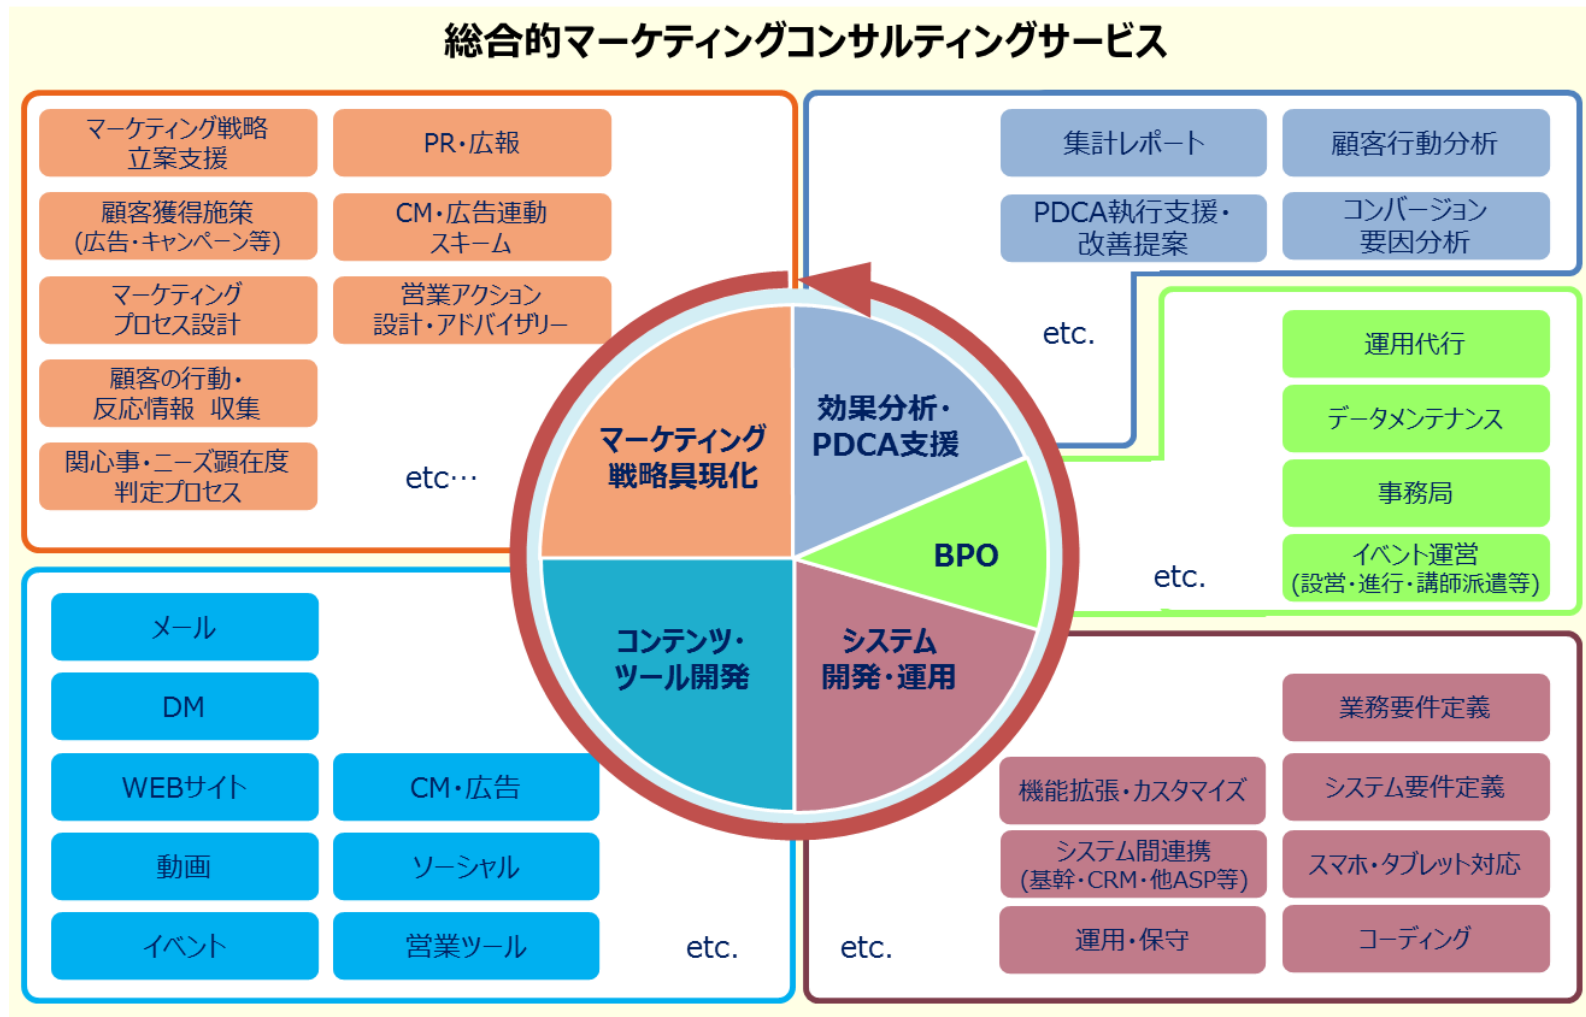 総合的マーケティングコンサルティングサービス
マーケティング戦略
立案支援
PR・広報
顧客獲得施策
(広告・キャンペーン等)
CM・広告連動
スキーム
マーケティング
プロセス設計
営業アクション
設計・アドバイザリー
顧客の行動・
反応情報 収集
関心事・ニーズ顕在度
判定プロセス
etc…
集計レポート
顧客行動分析
PDCA執行支援・
改善提案
コンバージョン
要因分析
etc.
運用代行
データメンテナンス
事務局
イベント運営
(設営・進行・講師派遣等)
etc.
マーケティング
戦略具現化
効果分析・
PDCA支援
BPO
コンテンツ・
ツール開発
システム
開発・運用
メール
DM
WEBサイト
CM・広告
動画
ソーシャル
イベント
営業ツール
etc.
業務要件定義
機能拡張・カスタマイズ
システム要件定義
システム間連携
(基幹・CRM・他ASP等)
スマホ・タブレット対応
運用・保守
コーディング
etc.